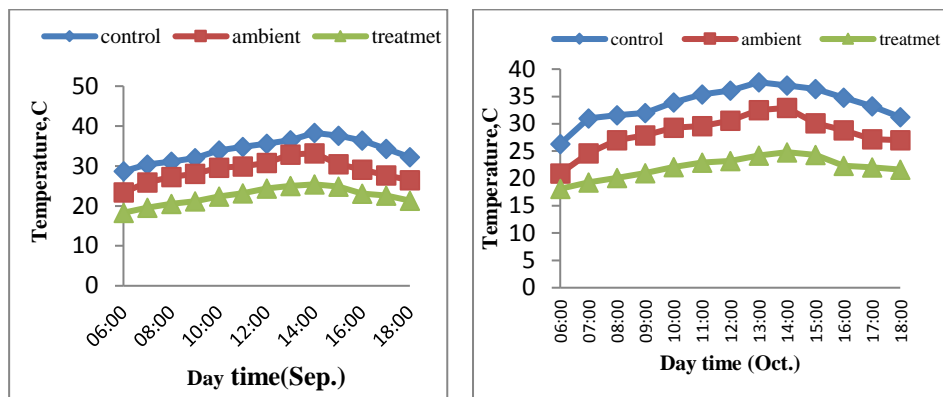 control ambient treatmet
Temperature,C
50
40
30
20
10
0
06:00 08:00 10:00 12:00 14:00 16:00 18:00
Day time(Sep.)
control ambient treatmet
Temperature,C
40
35
30
25
20
15
10
5
0
06:00 07:00 08:00 09:00 10:00 11:00 12:00 13:00 14:00 15:00 16:00 17:00 18:00
Day time (Oct.)